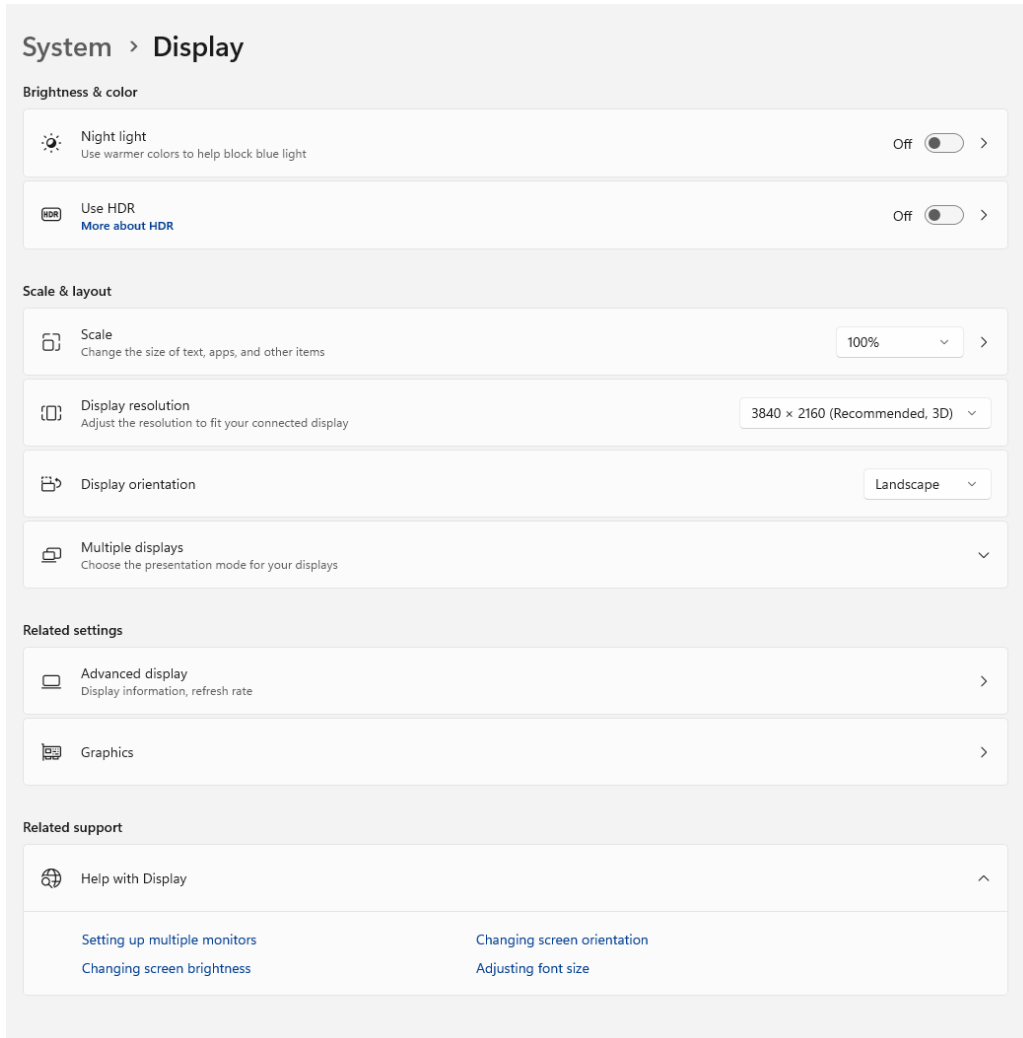 System > Display
Brightness & color
Night light
Off
Use warmer colors to help block blue light
HDR
Use HDR
Off
More about HDR
Scale & layout
Scale
100%
Change the size of text, apps, and other items
Display resolution
3840 × 2160 (Recommended, 3D)
Adjust the resolution to fit your connected display
Display orientation
Landscape
Multiple displays
Choose the presentation mode for your displays
Related settings
Advanced display
Display information, refresh rate
Graphics
Related support
Help with Display
Setting up multiple monitors
Changing screen orientation
Changing screen brightness
Adjusting font size